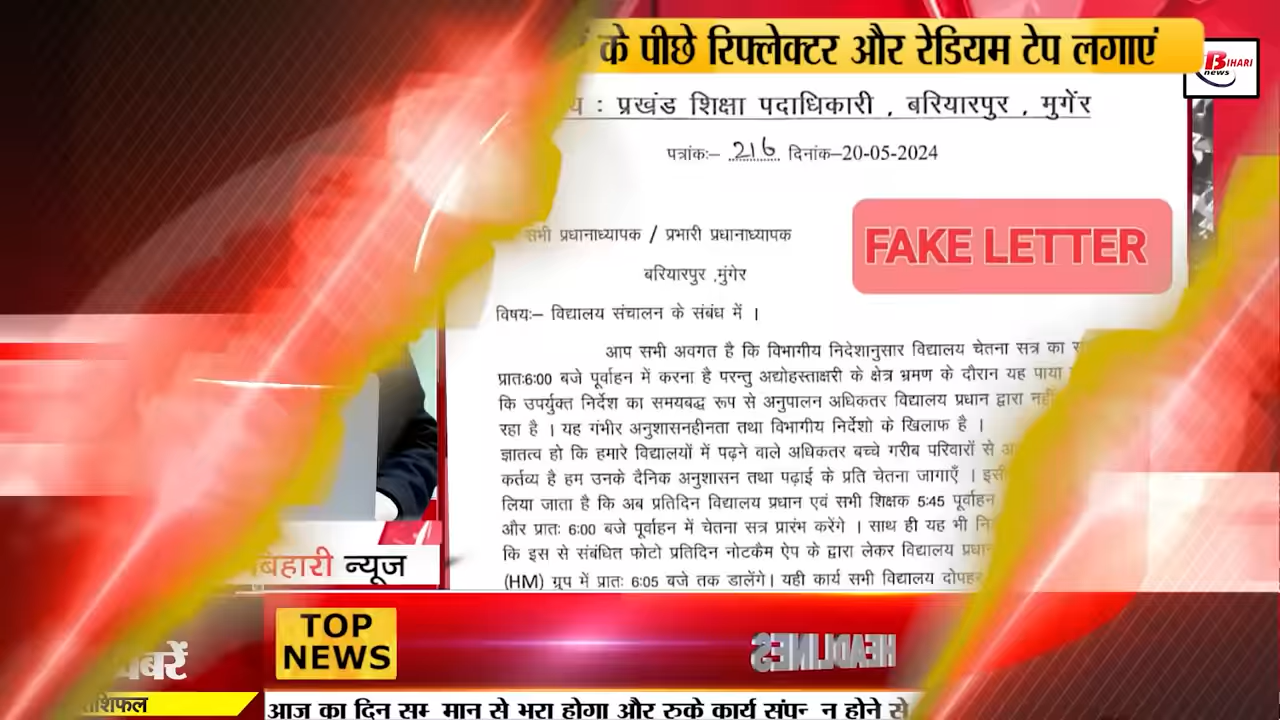 के पीछे रिफ्लेक्टर और रेडियम टेप लगाएं
BIHARI
news
: प्रखंड शिक्षा पदाधिकारी , बरियारपुर , मुगेंर
पत्रांकः– 216 दिनांक–20-05-2024
सभी प्रधानाध्यापक / प्रभारी प्रधानाध्यापक
FAKE LETTER
बरियारपुर ,मुंगेर
विषयः– विद्यालय संचालन के संबंध में ।
आप सभी अवगत है कि विभागीय निदेशानुसार विद्यालय चेतना सत्र का
प्रातः6:00 बजे पूर्वाहन में करना है परन्तु अद्योहस्ताक्षरी के क्षेत्र भ्रमण के दौरान यह पाया
कि उपर्युक्त निर्देश का समयबद्ध रूप से अनुपालन अधिकतर विद्यालय प्रधान द्वारा नहीं
रहा है । यह गंभीर अनुशासनहीनता तथा विभागीय निर्देशो के खिलाफ है ।
ज्ञातत्व हो कि हमारे विद्यालयों में पढ़ने वाले अधिकतर बच्चे गरीब परिवारों से
कर्तव्य है हम उनके दैनिक अनुशासन तथा पढ़ाई के प्रति चेतना जागाएँ ।
लिया जाता है कि अब प्रतिदिन विद्यालय प्रधान एवं सभी शिक्षक 5:45 पूर्वाहन
और प्रातः 6:00 बजे पूर्वाहन में चेतना सत्र प्रारंभ करेंगे । साथ ही यह भी
कि इस से संबंधित फोटो प्रतिदिन नोटकैम ऐप के द्वारा लेकर विद्यालय
(HM) ग्रुप में प्रातः 6:05 बजे तक डालेंगे। यही कार्य सभी विद्यालय
बिहारी न्यूज
TOP
NEWS
HEADLINES
आज का दिन सम्मान से भरा होगा और रुके कार्य संपन्न होने से